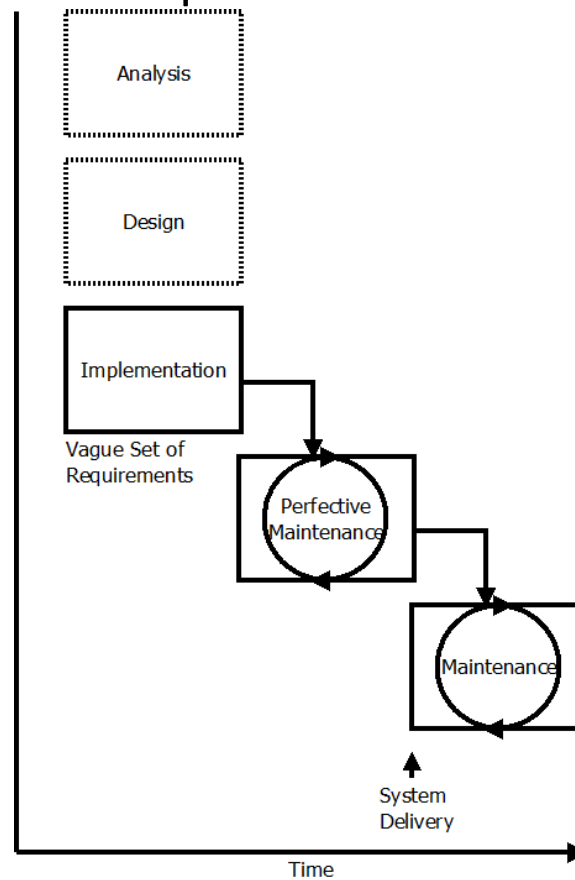 Analysis
Design
Implementation
Vague Set of
Requirements
Perfective
Maintenance
Maintenance
System
Delivery
Time